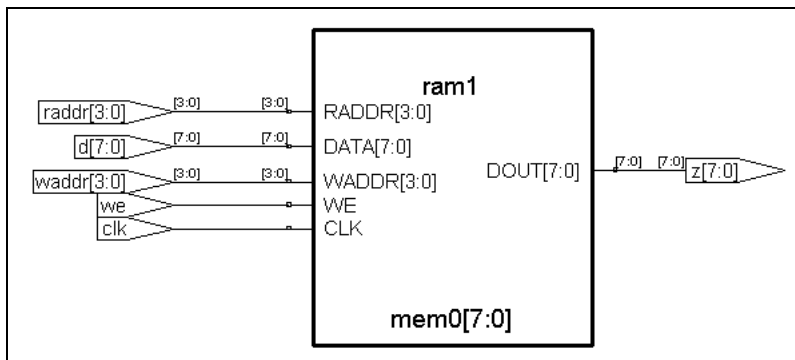 ram1
raddr[3:0] [3:0] [3:0] RADDR[3:0]
d[7:0] [7:0] [7:0] DATA[7:0]
waddr[3:0] [3:0] [3:0] WADDR[3:0]
DOUT[7:0] [7:0] [7:0] z[7:0]
we WE
clk CLK
mem0[7:0]